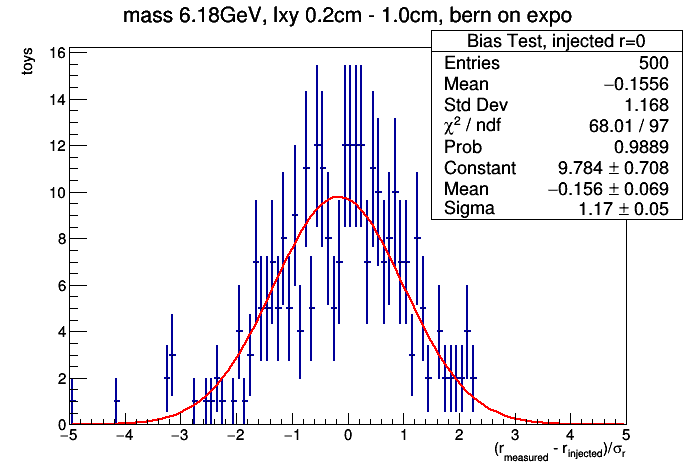 mass 6.18GeV, lxy 0.2cm - 1.0cm, bern on expo
Bias Test, injected r=0
Entries 500
Mean −0.1556
Std Dev 1.168
χ² / ndf 68.01 / 97
Prob 0.9889
Constant 9.784 ± 0.708
Mean −0.156 ± 0.069
Sigma 1.17 ± 0.05
toys
16
14
12
10
8
6
4
2
0
−5 −4 −3 −2 −1 0 1 2 3 4 5
(r_measured - r_injected)/σ_r